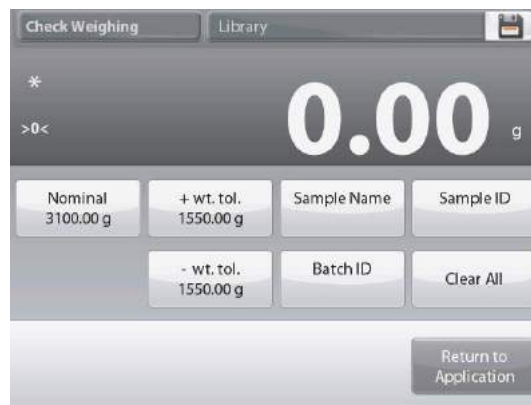 Check Weighing
Library
*
>0<
0.00 g
Nominal
3100.00 g
+ wt. tol.
1550.00 g
Sample Name
Sample ID
- wt. tol.
1550.00 g
Batch ID
Clear All
Return to
Application